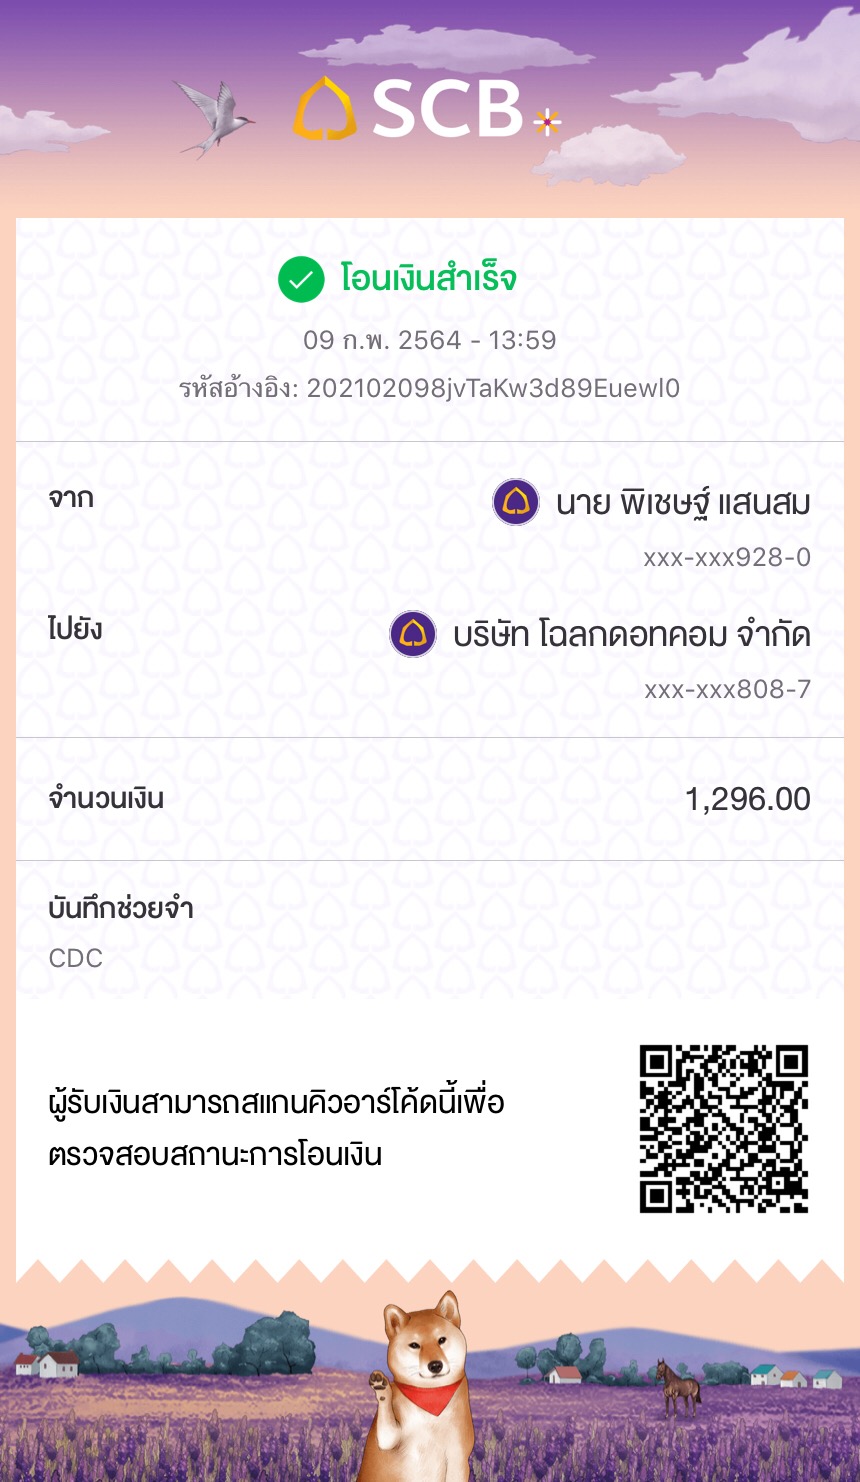 SCB
โอนเงินสำเร็จ
09 ก.พ. 2564 - 13:59
รหัสอ้างอิง: 202102098jvTaKw3d89Euewl0
จาก
นาย พิเชษฐ์ แสนสม
xxx-xxx928-0
ไปยัง
บริษัท โฉลกดอทคอม จำกัด
xxx-xxx808-7
จำนวนเงิน
1,296.00
บันทึกช่วยจำ
CDC
ผู้รับเงินสามารถสแกนคิวอาร์โค้ดนี้เพื่อ
ตรวจสอบสถานะการโอนเงิน